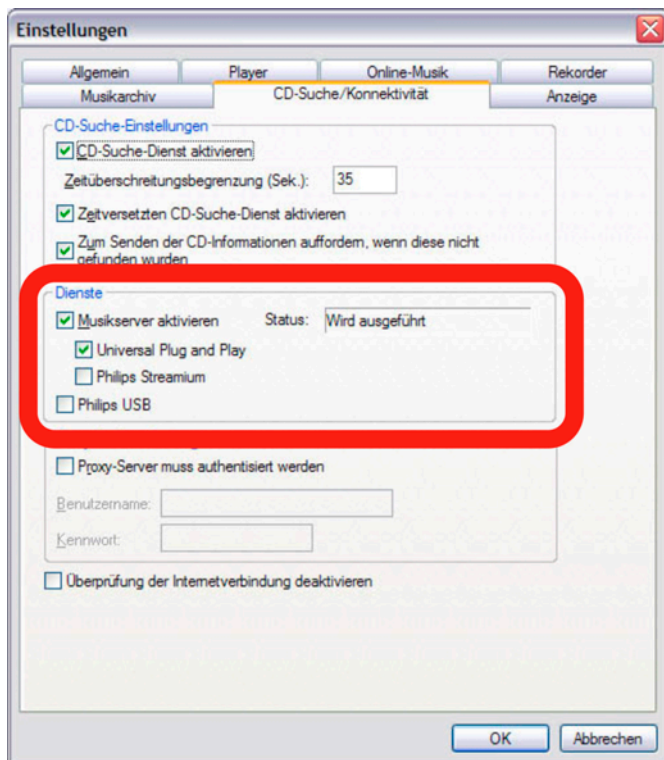 Einstellungen
Allgemein Player Online-Musik Rekorder
Musikarchiv CD-Suche/Konnektivität Anzeige
CD-Suche-Einstellungen
CD-Suche-Dienst aktivieren
Zeitüberschreitungsbegrenzung (Sek.): 35
Zeitversetzten CD-Suche-Dienst aktivieren
Zum Senden der CD-Informationen auffordern, wenn diese nicht
gefunden wurden
Dienste
Musikserver aktivieren Status: Wird ausgeführt
Universal Plug and Play
Philips Streamium
Philips USB
Proxy-Server muss authentisiert werden
Benutzername:
Kennwort:
Überprüfung der Internetverbindung deaktivieren
OK Abbrechen